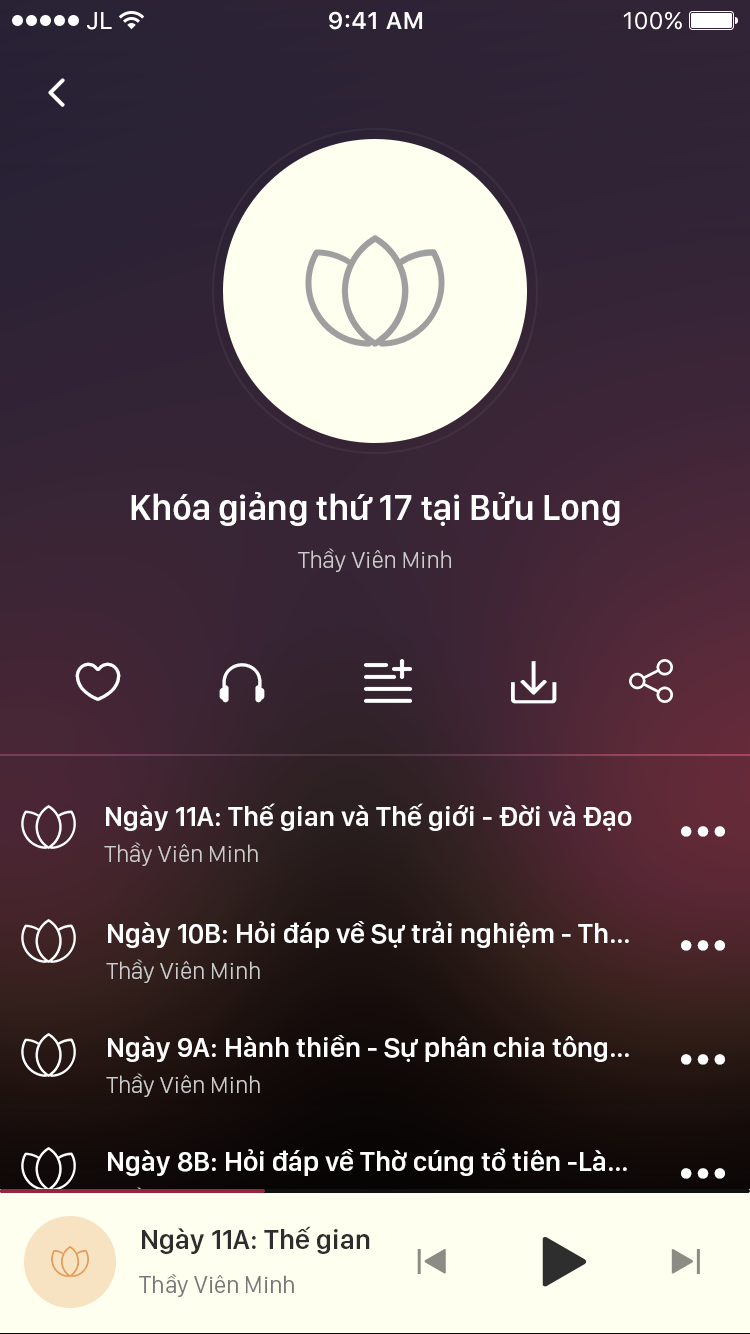 JL 9:41 AM 100%
Khóa giảng thứ 17 tại Bửu Long
Thầy Viên Minh
Ngày 11A: Thế gian và Thế giới - Đời và Đạo
Thầy Viên Minh
Ngày 10B: Hỏi đáp về Sự trải nghiệm - Th...
Thầy Viên Minh
Ngày 9A: Hành thiền - Sự phân chia tông...
Thầy Viên Minh
Ngày 8B: Hỏi đáp về Thờ cúng tổ tiên -Là...
Ngày 11A: Thế gian
Thầy Viên Minh